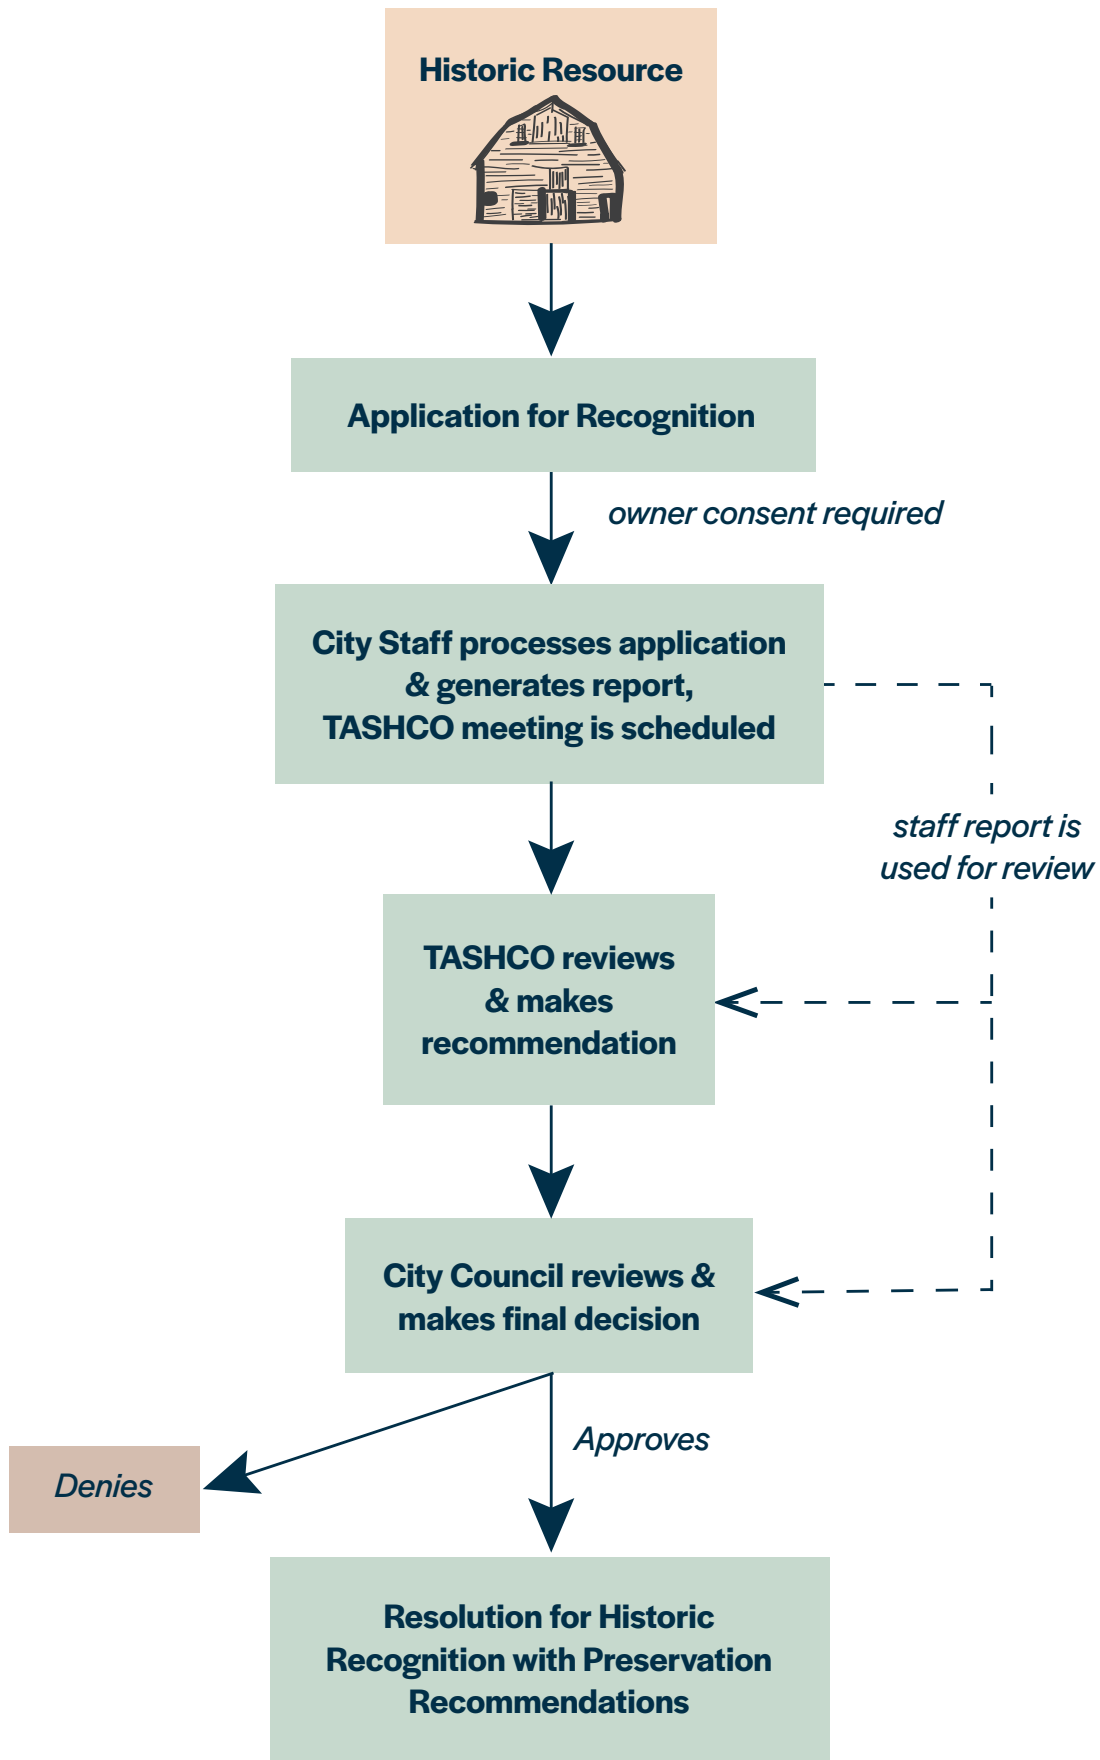 Historic Resource
Application for Recognition
owner consent required
City Staff processes application
& generates report,
TASHCO meeting is scheduled
staff report is
used for review
TASHCO reviews
& makes
recommendation
City Council reviews &
makes final decision
Approves
Denies
Resolution for Historic
Recognition with Preservation
Recommendations